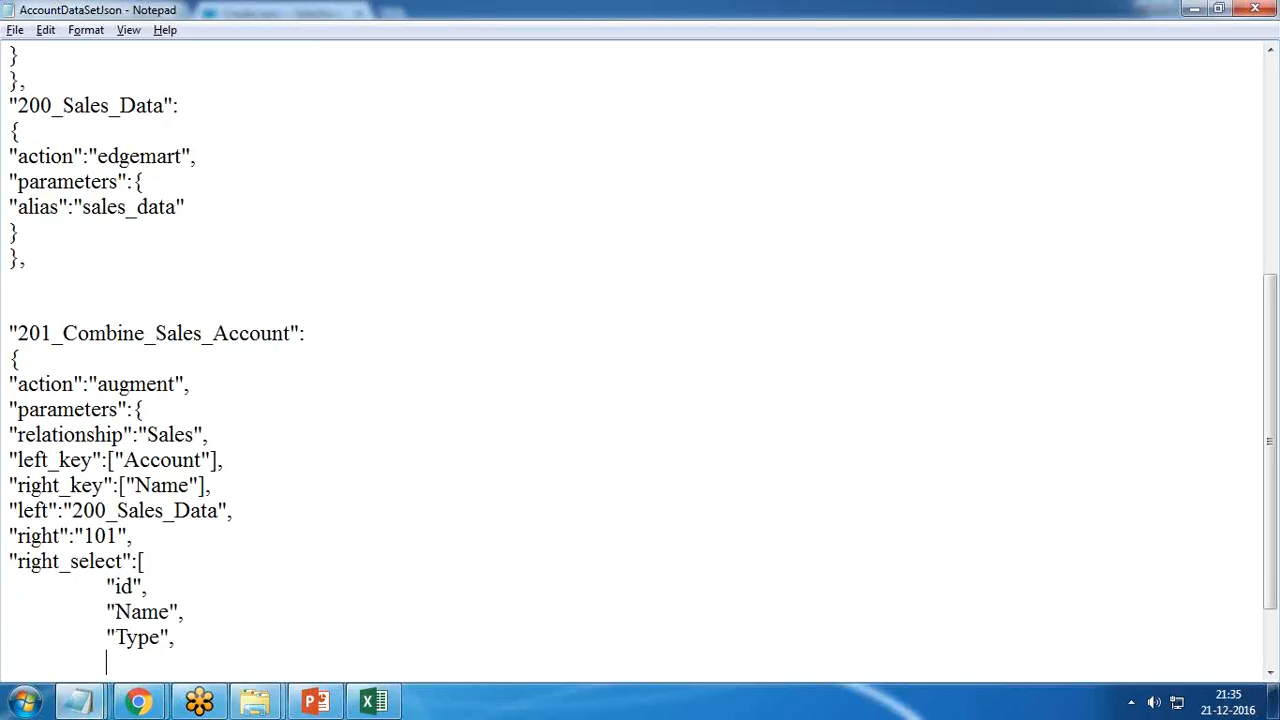 AccountDataSetJson - Notepad
File Edit Format View Help
}
},
"200_Sales_Data":
{
"action":"edgemart",
"parameters":{
"alias":"sales_data"
}
},
"201_Combine_Sales_Account":
{
"action":"augment",
"parameters":{
"relationship":"Sales",
"left_key":["Account"],
"right_key":["Name"],
"left":"200_Sales_Data",
"right":"101",
"right_select":[
"id",
"Name",
"Type",
21:35
21-12-2016